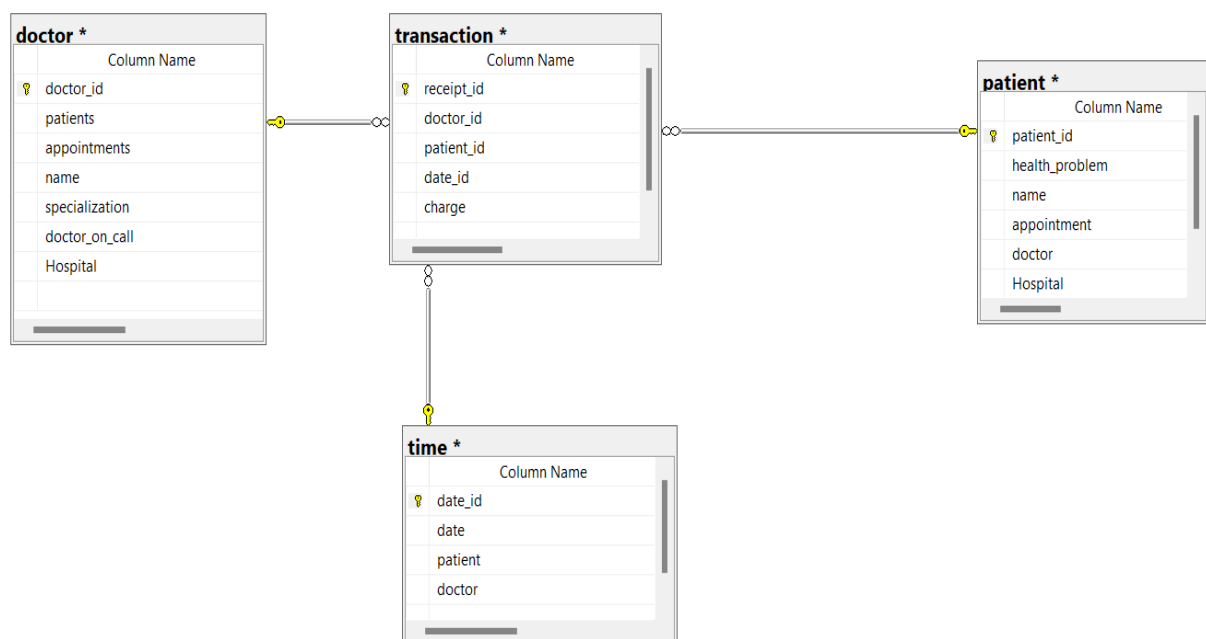 doctor *
Column Name
doctor_id
patients
appointments
name
specialization
doctor_on_call
Hospital
transaction *
Column Name
receipt_id
doctor_id
patient_id
date_id
charge
patient *
Column Name
patient_id
health_problem
name
appointment
doctor
Hospital
time *
Column Name
date_id
date
patient
doctor